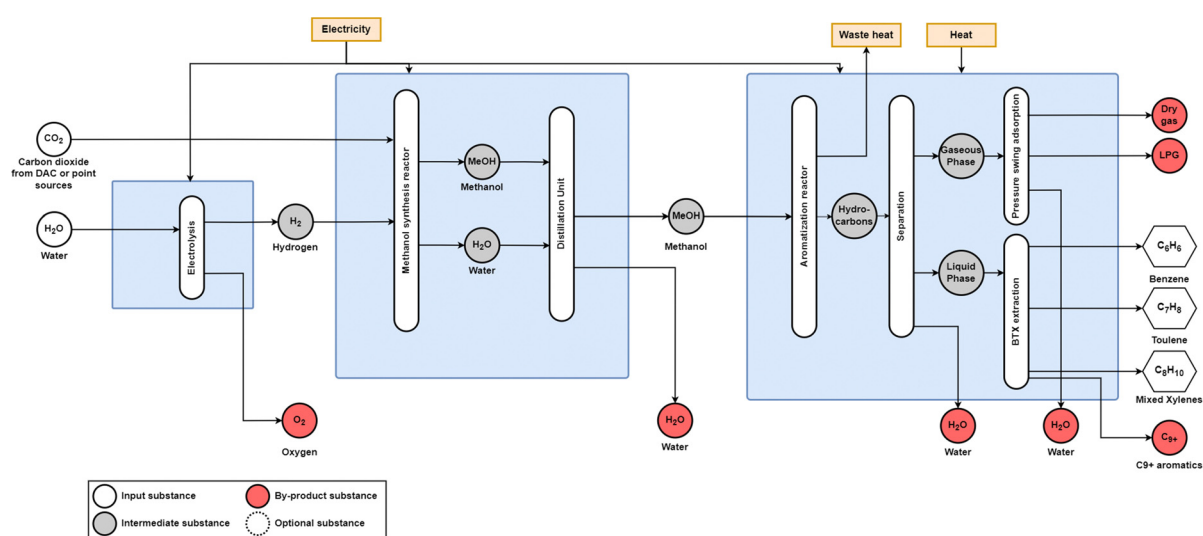 Electricity
Waste heat
Heat
CO₂
Carbon dioxide
from DAC or point
sources
H₂O
Water
Electrolysis
H₂
Hydrogen
O₂
Oxygen
Methanol synthesis reactor
MeOH
Methanol
H₂O
Water
Distillation Unit
MeOH
Methanol
H₂O
Water
Aromatization reactor
Hydro-
carbons
Separation
Gaseous
Phase
Liquid
Phase
H₂O
Water
Pressure swing adsorption
BTX extraction
H₂O
Water
Dry
gas
LPG
C₆H₆
Benzene
C₇H₈
Toulene
C₈H₁₀
Mixed Xylenes
C₉₊
C9+ aromatics
Input substance
By-product substance
Intermediate substance
Optional substance